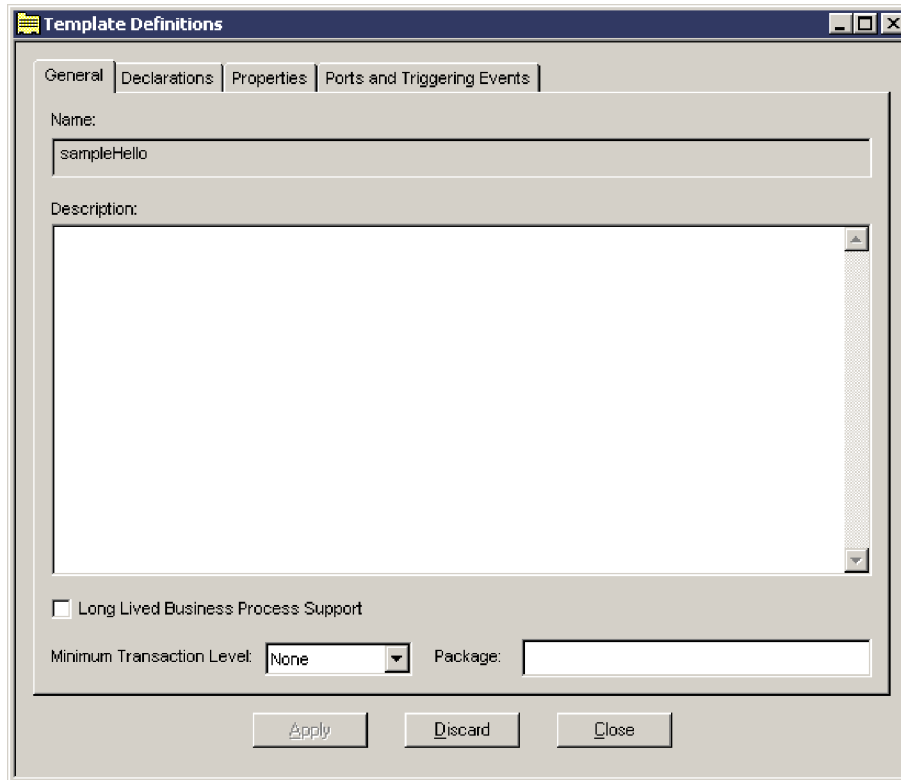 Template Definitions
General Declarations Properties Ports and Triggering Events
Name:
sampleHello
Description:
Long Lived Business Process Support
Minimum Transaction Level: None Package:
Apply Discard Close